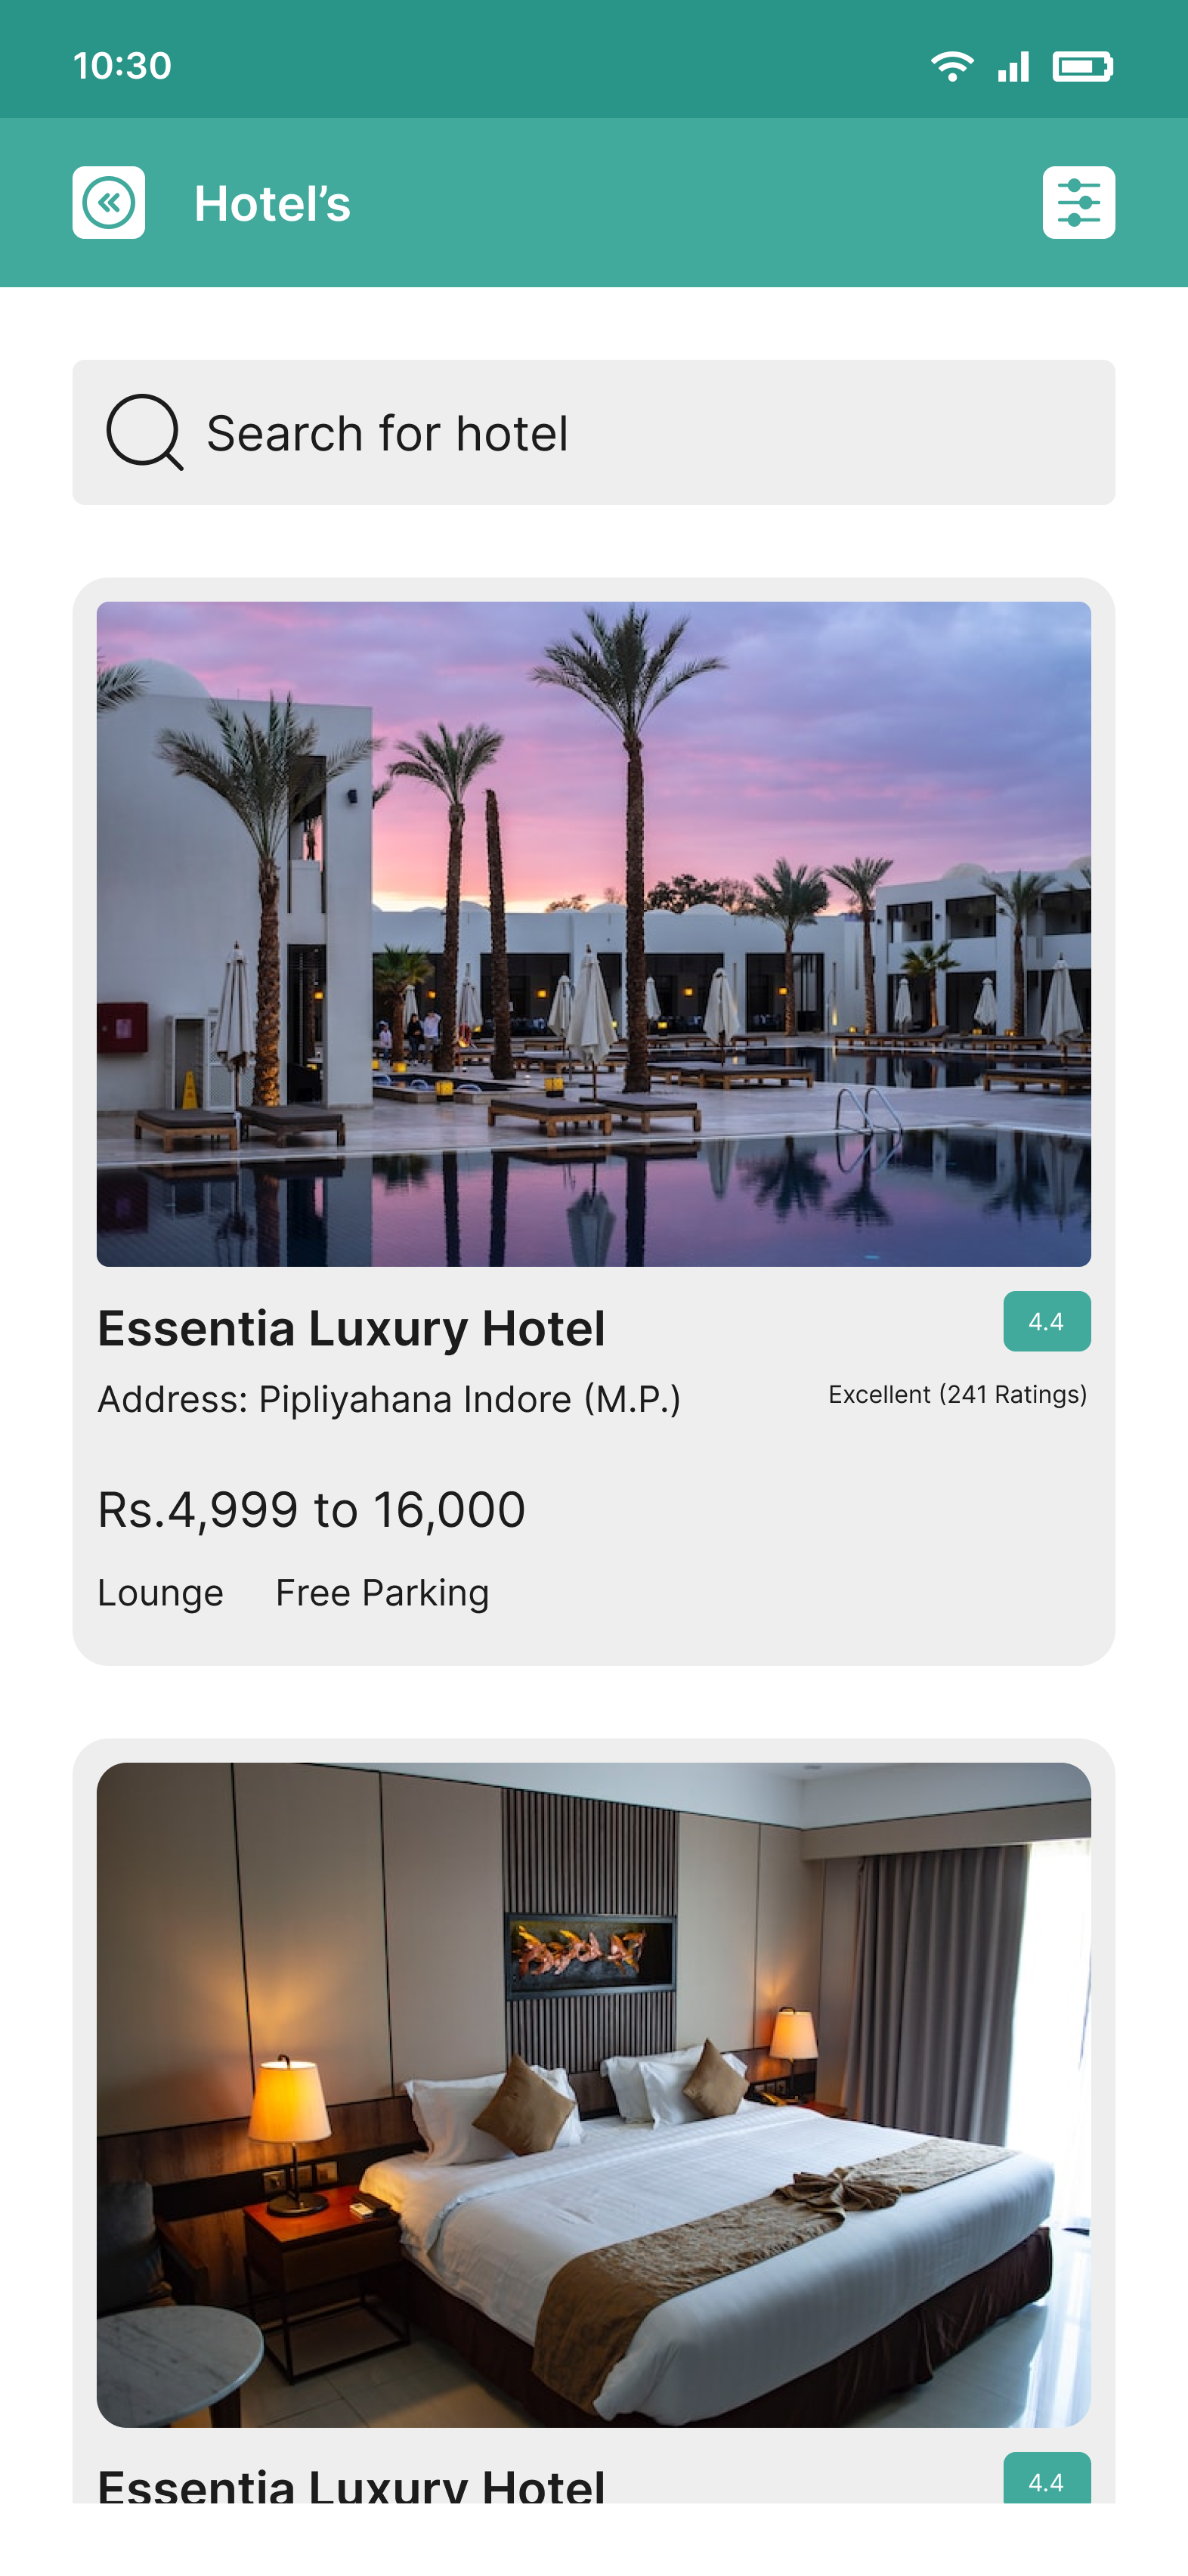 10:30
Hotel’s
Search for hotel
Essentia Luxury Hotel
4.4
Address: Pipliyahana Indore (M.P.)
Excellent (241 Ratings)
Rs.4,999 to 16,000
Lounge Free Parking
Essentia Luxury Hotel
4.4